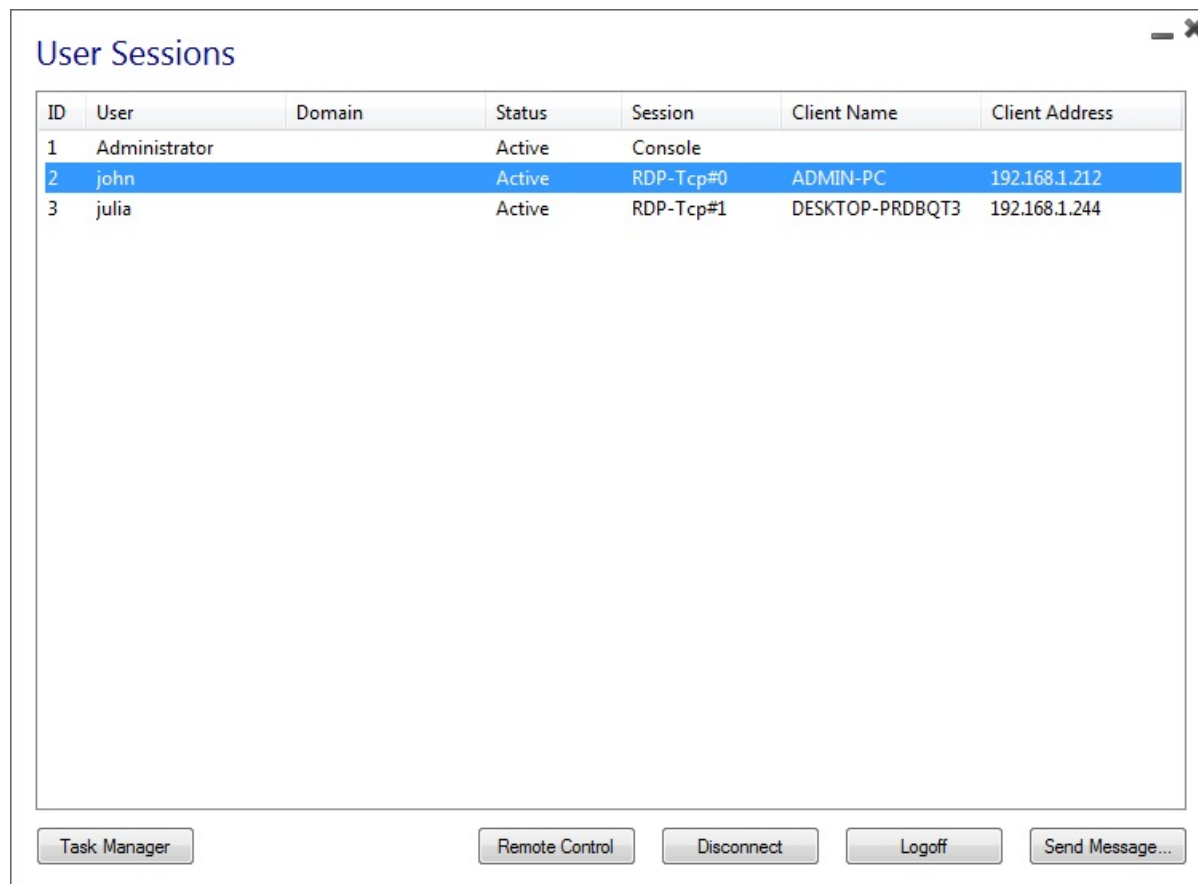 User Sessions
ID User Domain Status Session Client Name Client Address
1 Administrator Active Console
2 john Active RDP-Tcp#0 ADMIN-PC 192.168.1.212
3 julia Active RDP-Tcp#1 DESKTOP-PRDBQT3 192.168.1.244
Task Manager Remote Control Disconnect Logoff Send Message...